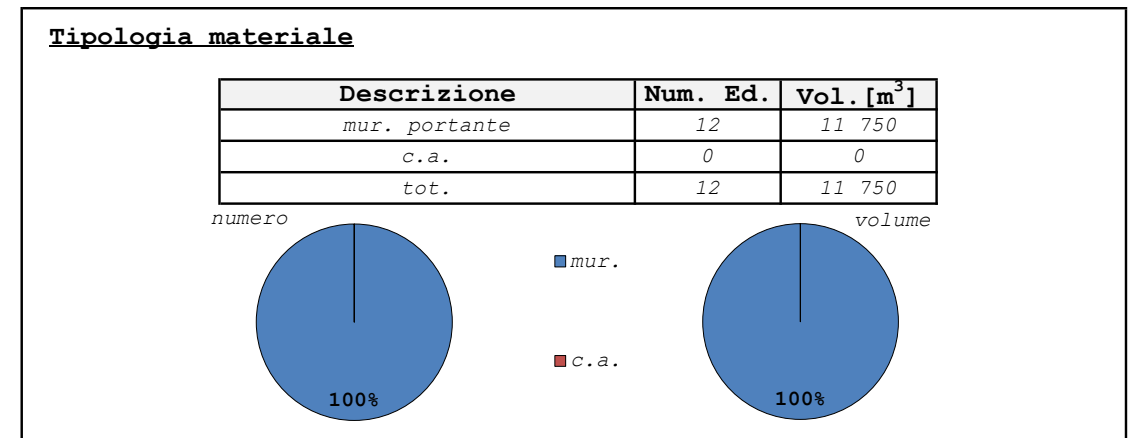 Tipologia materiale
Descrizione Num. Ed. Vol.[m³]
mur. portante 12 11 750
c.a. 0 0
tot. 12 11 750
numero volume
mur.
c.a.
100% 100%